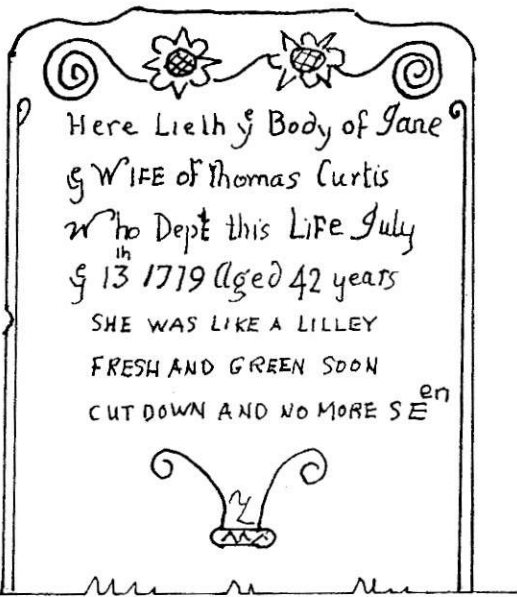 Here Lieth yᵉ Body of Jane
yᵉ WIFE of Thomas Curtis
Who Dept this LiFe July
yᵉ 13th 1779 Aged 42 years
SHE WAS LIKE A LILLEY
FRESH AND GREEN SOON
CUT DOWN AND NO MORE SEen